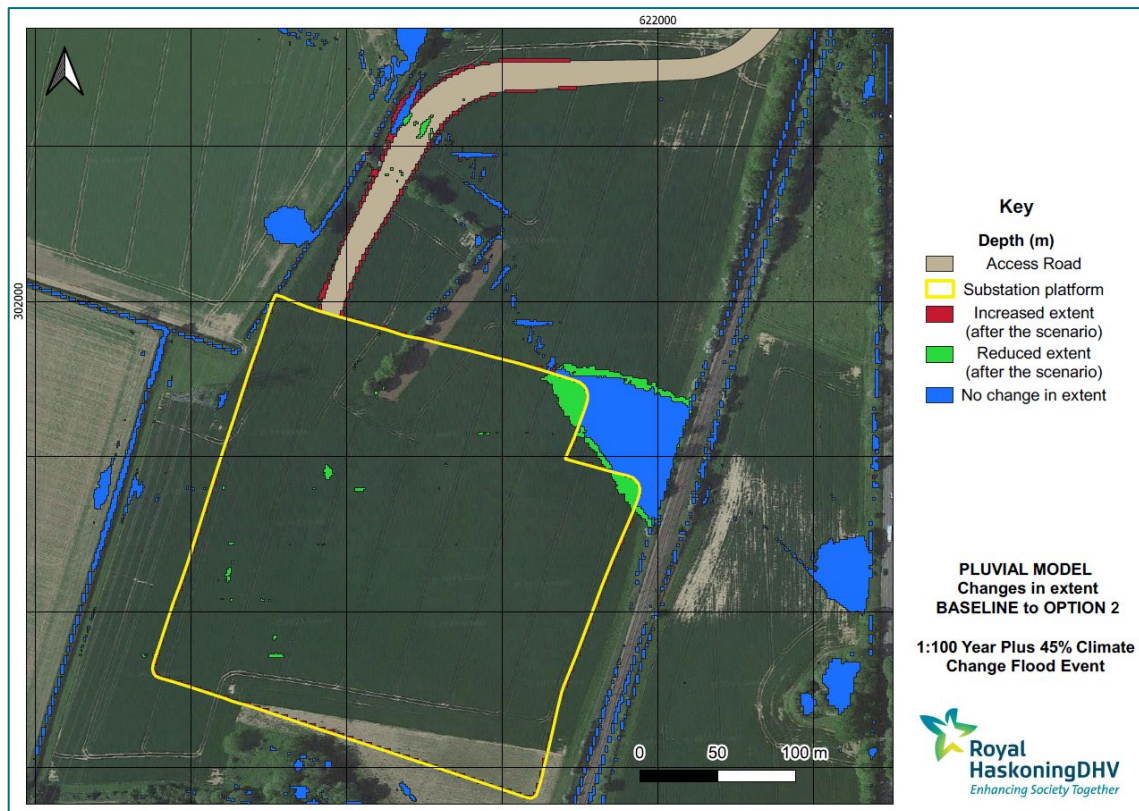 622000
302000
Key
Depth (m)
Access Road
Substation platform
Increased extent
(after the scenario)
Reduced extent
(after the scenario)
No change in extent
PLUVIAL MODEL
Changes in extent
BASELINE to OPTION 2
1:100 Year Plus 45% Climate
Change Flood Event
0 50 100 m
Royal
HaskoningDHV
Enhancing Society Together